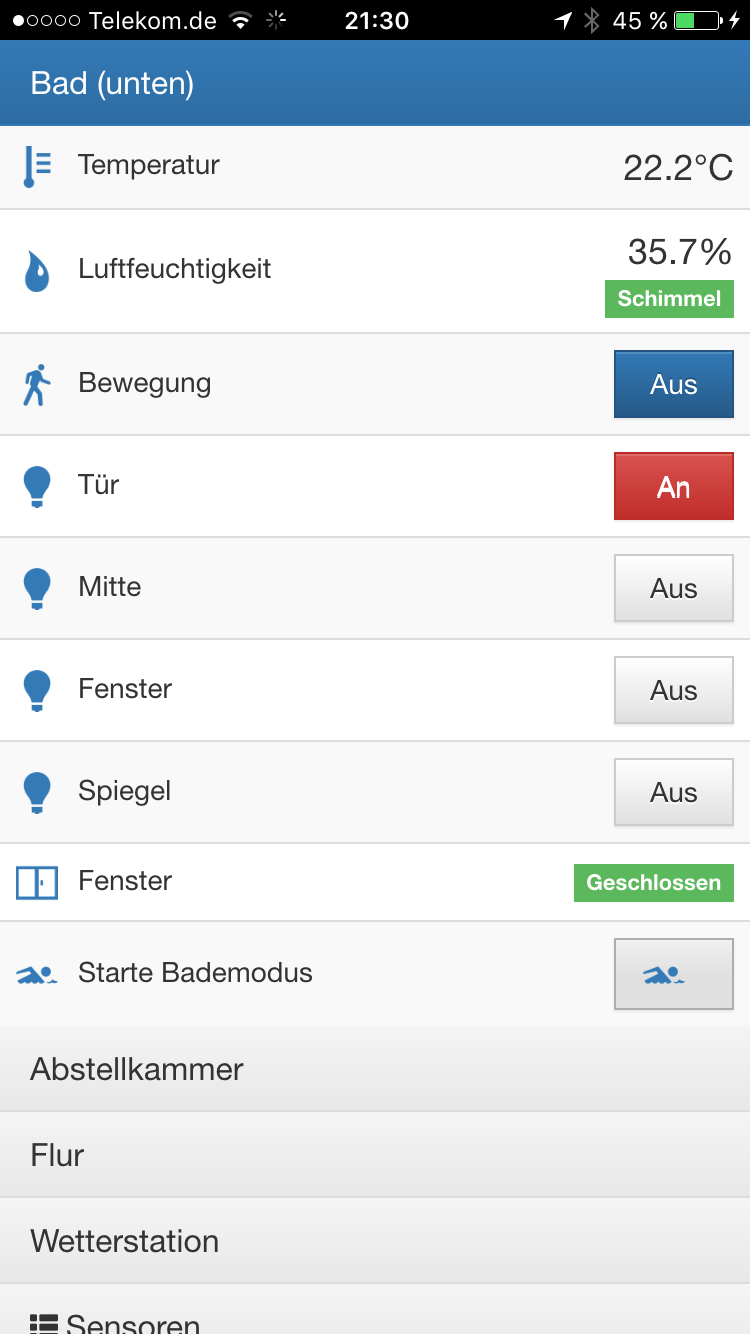 Telekom.de 21:30 45 %
Bad (unten)
Temperatur 22.2°C
Luftfeuchtigkeit 35.7%
Schimmel
Bewegung Aus
Tür An
Mitte Aus
Fenster Aus
Spiegel Aus
Fenster Geschlossen
Starte Bademodus
Abstellkammer
Flur
Wetterstation
Sensoren